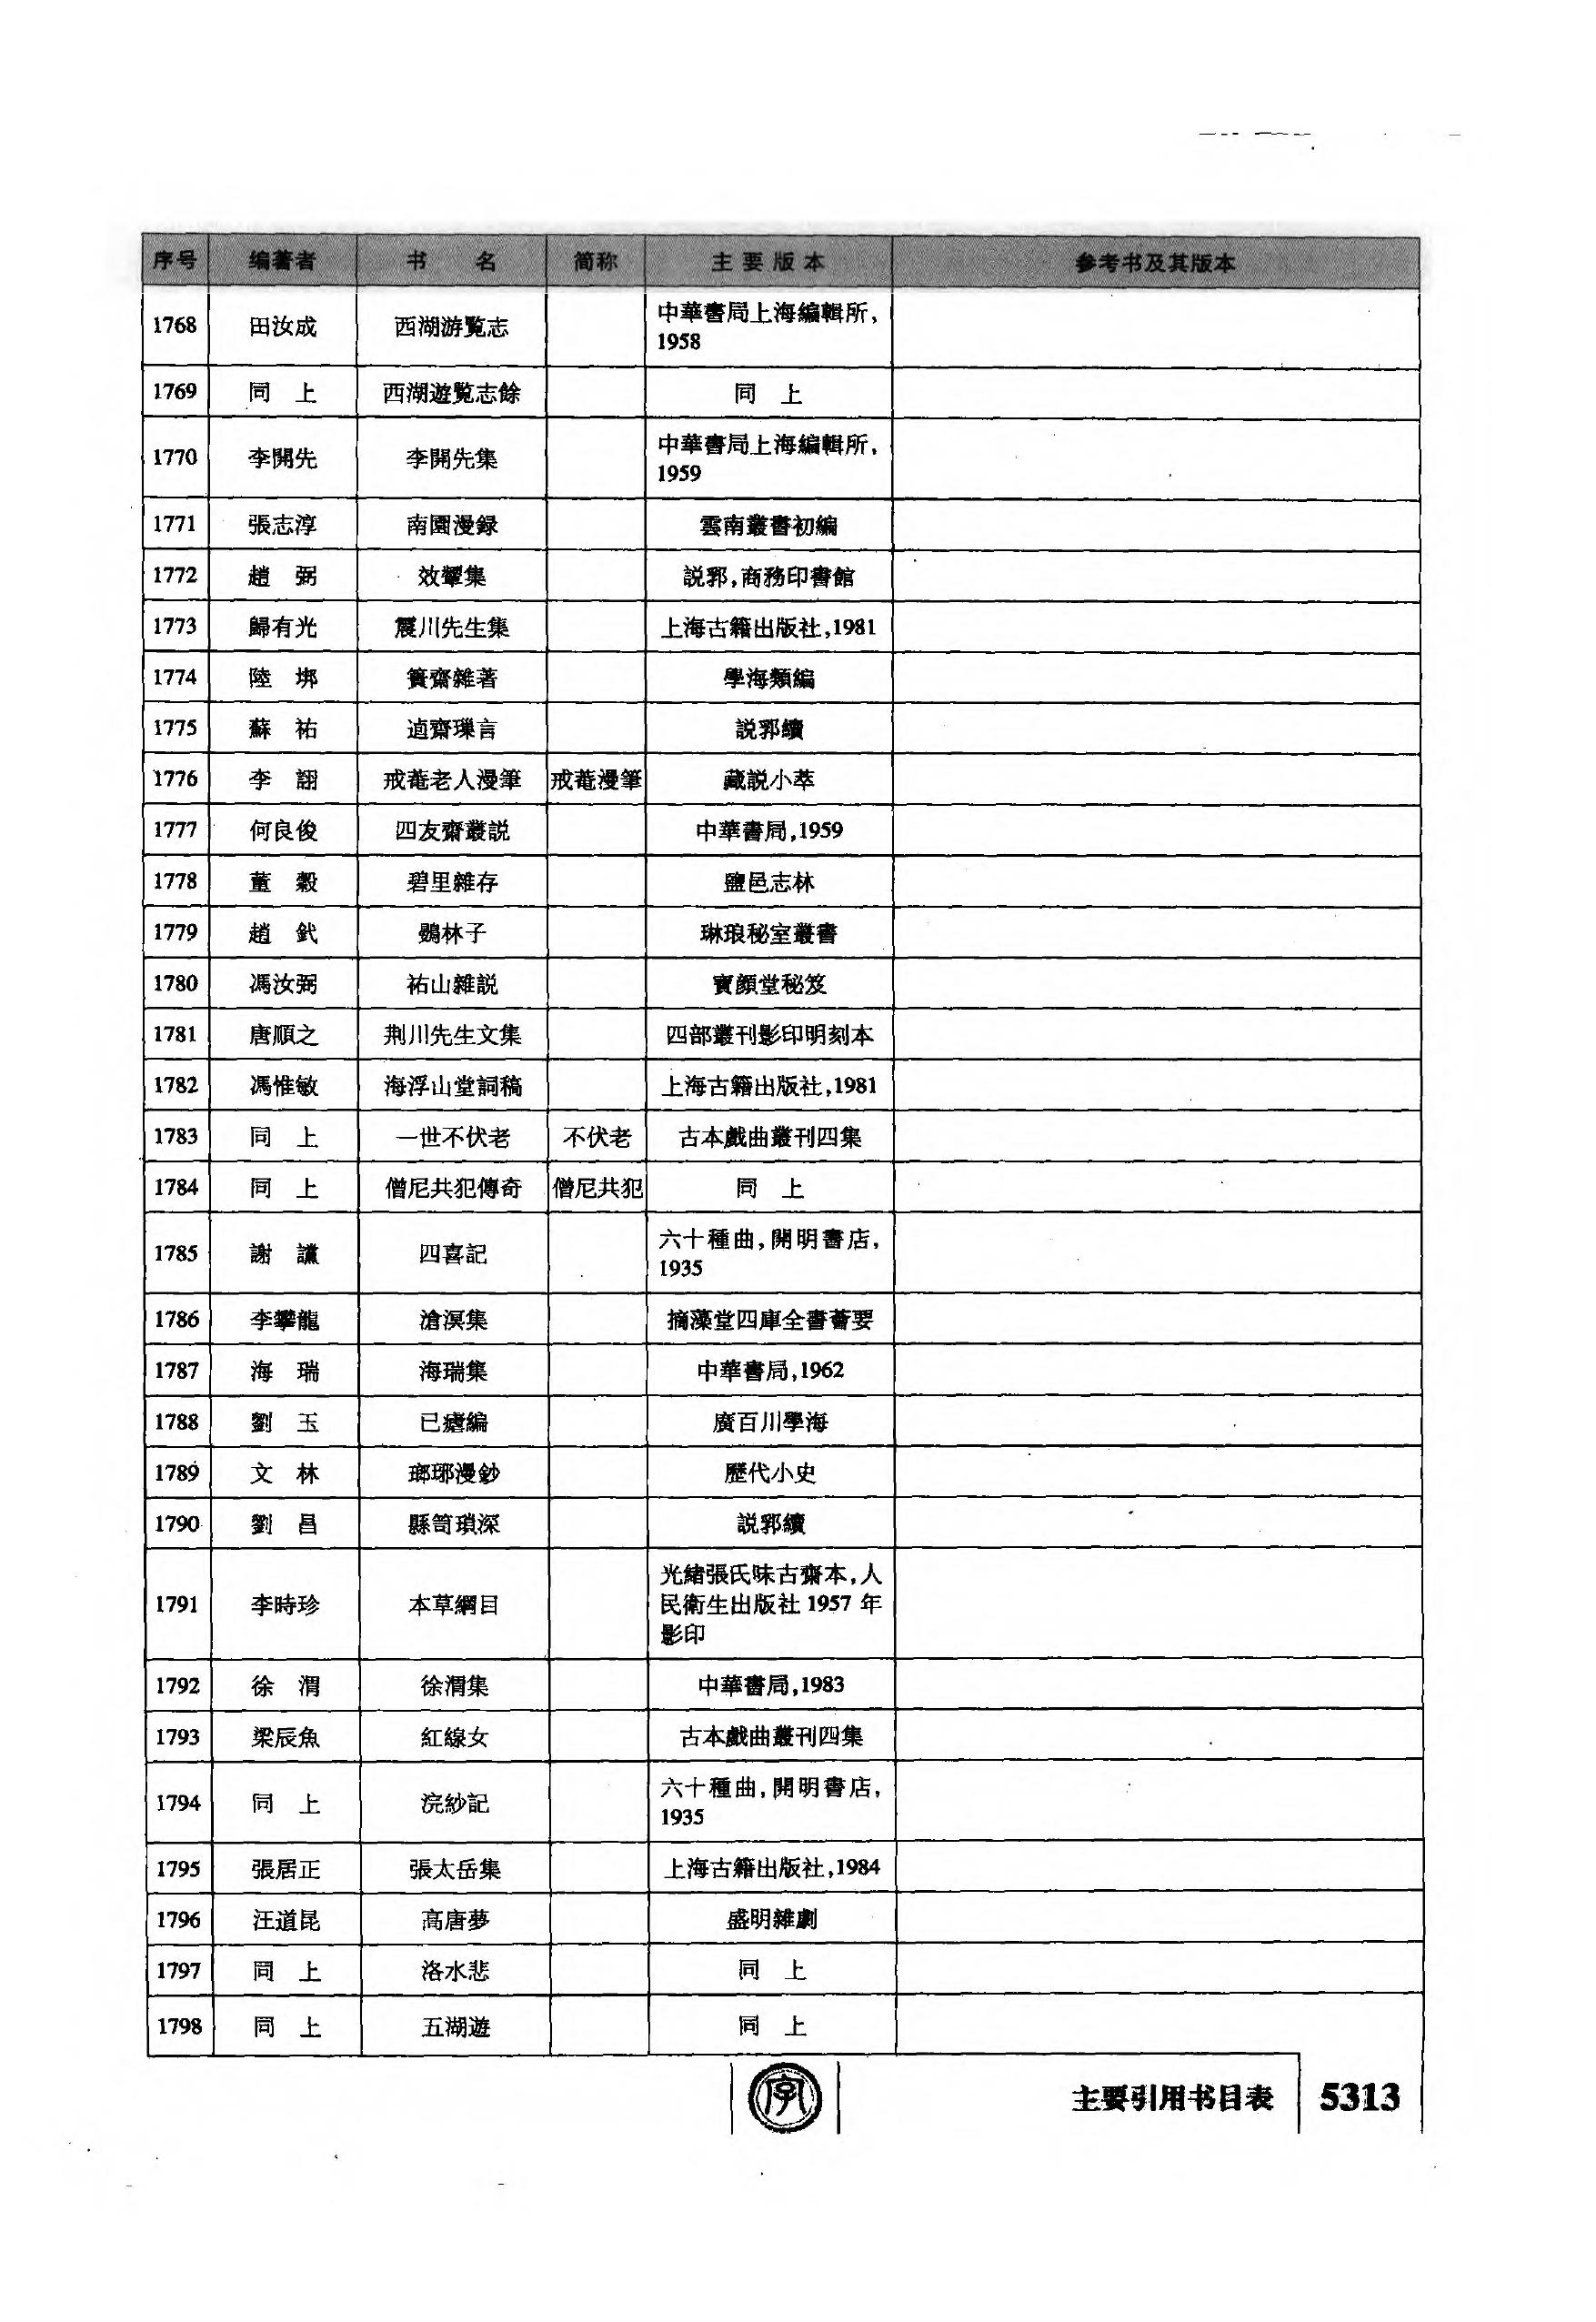 序号 编著者 书 名 简称 主要版本 参考书及其版本
1768 田汝成 西湖游覧志 中華書局上海編輯所,
1958
1769 同 上 西湖遊覧志餘 同 上
1770 李開先 李開先集 中華書局上海編輯所,
1959
1771 張志淳 南園漫録 雲南叢書初編
1772 趙 弼 效顰集 説郛,商務印書館
1773 歸有光 震川先生集 上海古籍出版社,1981
1774 陸 垹 簣齋雜著 學海類編
1775 蘇 祐 逌齋璅言 説郛續
1776 李 詡 戒菴老人漫筆 戒菴漫筆 藏説小萃
1777 何良俊 四友齋叢説 中華書局,1959
1778 董 穀 碧里雜存 鹽邑志林
1779 趙 釴 鷃林子 琳琅秘室叢書
1780 馮汝弼 祐山雜説 寶顏堂秘笈
1781 唐順之 荆川先生文集 四部叢刊影印明刻本
1782 馮惟敏 海浮山堂詞稿 上海古籍出版社,1981
1783 同 上 一世不伏老 不伏老 古本戲曲叢刊四集
1784 同 上 僧尼共犯傳奇 僧尼共犯 同 上
1785 謝 讜 四喜記 六十種曲,開明書店,
1935
1786 李攀龍 滄溟集 摛藻堂四庫全書薈要
1787 海 瑞 海瑞集 中華書局,1962
1788 劉 玉 已瘧編 廣百川學海
1789 文 林 瑯琊漫鈔 歷代小史
1790 劉 昌 縣笥瑣深 説郛續
1791 李時珍 本草綱目 光緒張氏味古齋本,人
民衛生出版社1957年
影印
1792 徐 渭 徐渭集 中華書局,1983
1793 梁辰魚 紅線女 古本戲曲叢刊四集
1794 同 上 浣紗記 六十種曲,開明書店,
1935
1795 張居正 張太岳集 上海古籍出版社,1984
1796 汪道昆 高唐夢 盛明雜劇
1797 同 上 洛水悲 同 上
1798 同 上 五湖遊 同 上
字 主要引用书目表 5313